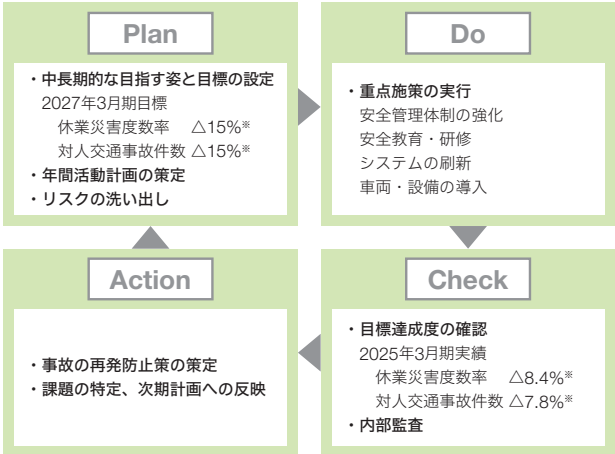 Plan
・中長期的な目指す姿と目標の設定
2027年3月期目標
休業災害度数率 △15%※
対人交通事故件数 △15%※
・年間活動計画の策定
・リスクの洗い出し
Do
・重点施策の実行
安全管理体制の強化
安全教育・研修
システムの刷新
車両・設備の導入
Check
・目標達成度の確認
2025年3月期実績
休業災害度数率 △8.4%※
対人交通事故件数 △7.8%※
・内部監査
Action
・事故の再発防止策の策定
・課題の特定、次期計画への反映